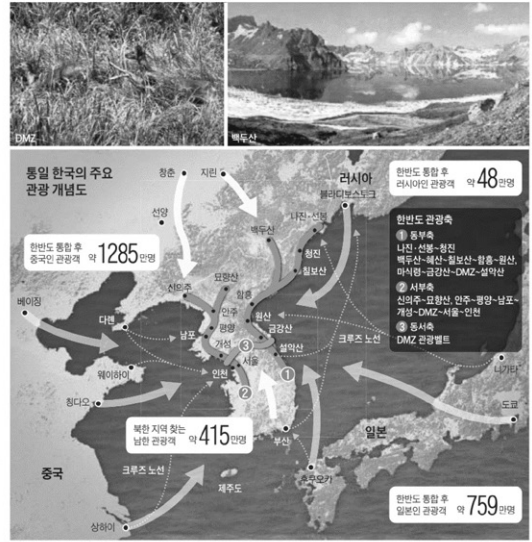 DMZ
백두산
통일 한국의 주요
관광 개념도
창춘
지린
러시아
블라디보스토크
한반도 통합 후
러시아인 관광객 약 48만명
선양
나진·선봉
백두산
한반도 통합 후
중국인 관광객 약 1285만명
청진
칠보산
한반도 관광축
1 동부축
나진·선봉~청진
백두산~혜산~칠보산~함흥~원산,
마식령~금강산~DMZ~설악산
2 서부축
신의주~묘향산, 안주~평양~남포~
개성~DMZ~서울~인천
3 동서축
DMZ 관광벨트
묘향산
신의주
함흥
베이징
안주
원산
다롄
남포
평양
금강산
크루즈 노선
개성
3
설악산
서울
웨이하이
인천
1
니가타
칭다오
2
도쿄
북한 지역 찾는
남한 관광객 약 415만명
부산
일본
중국
크루즈 노선
제주도
후쿠오카
한반도 통합 후
일본인 관광객 약 759만명
상하이